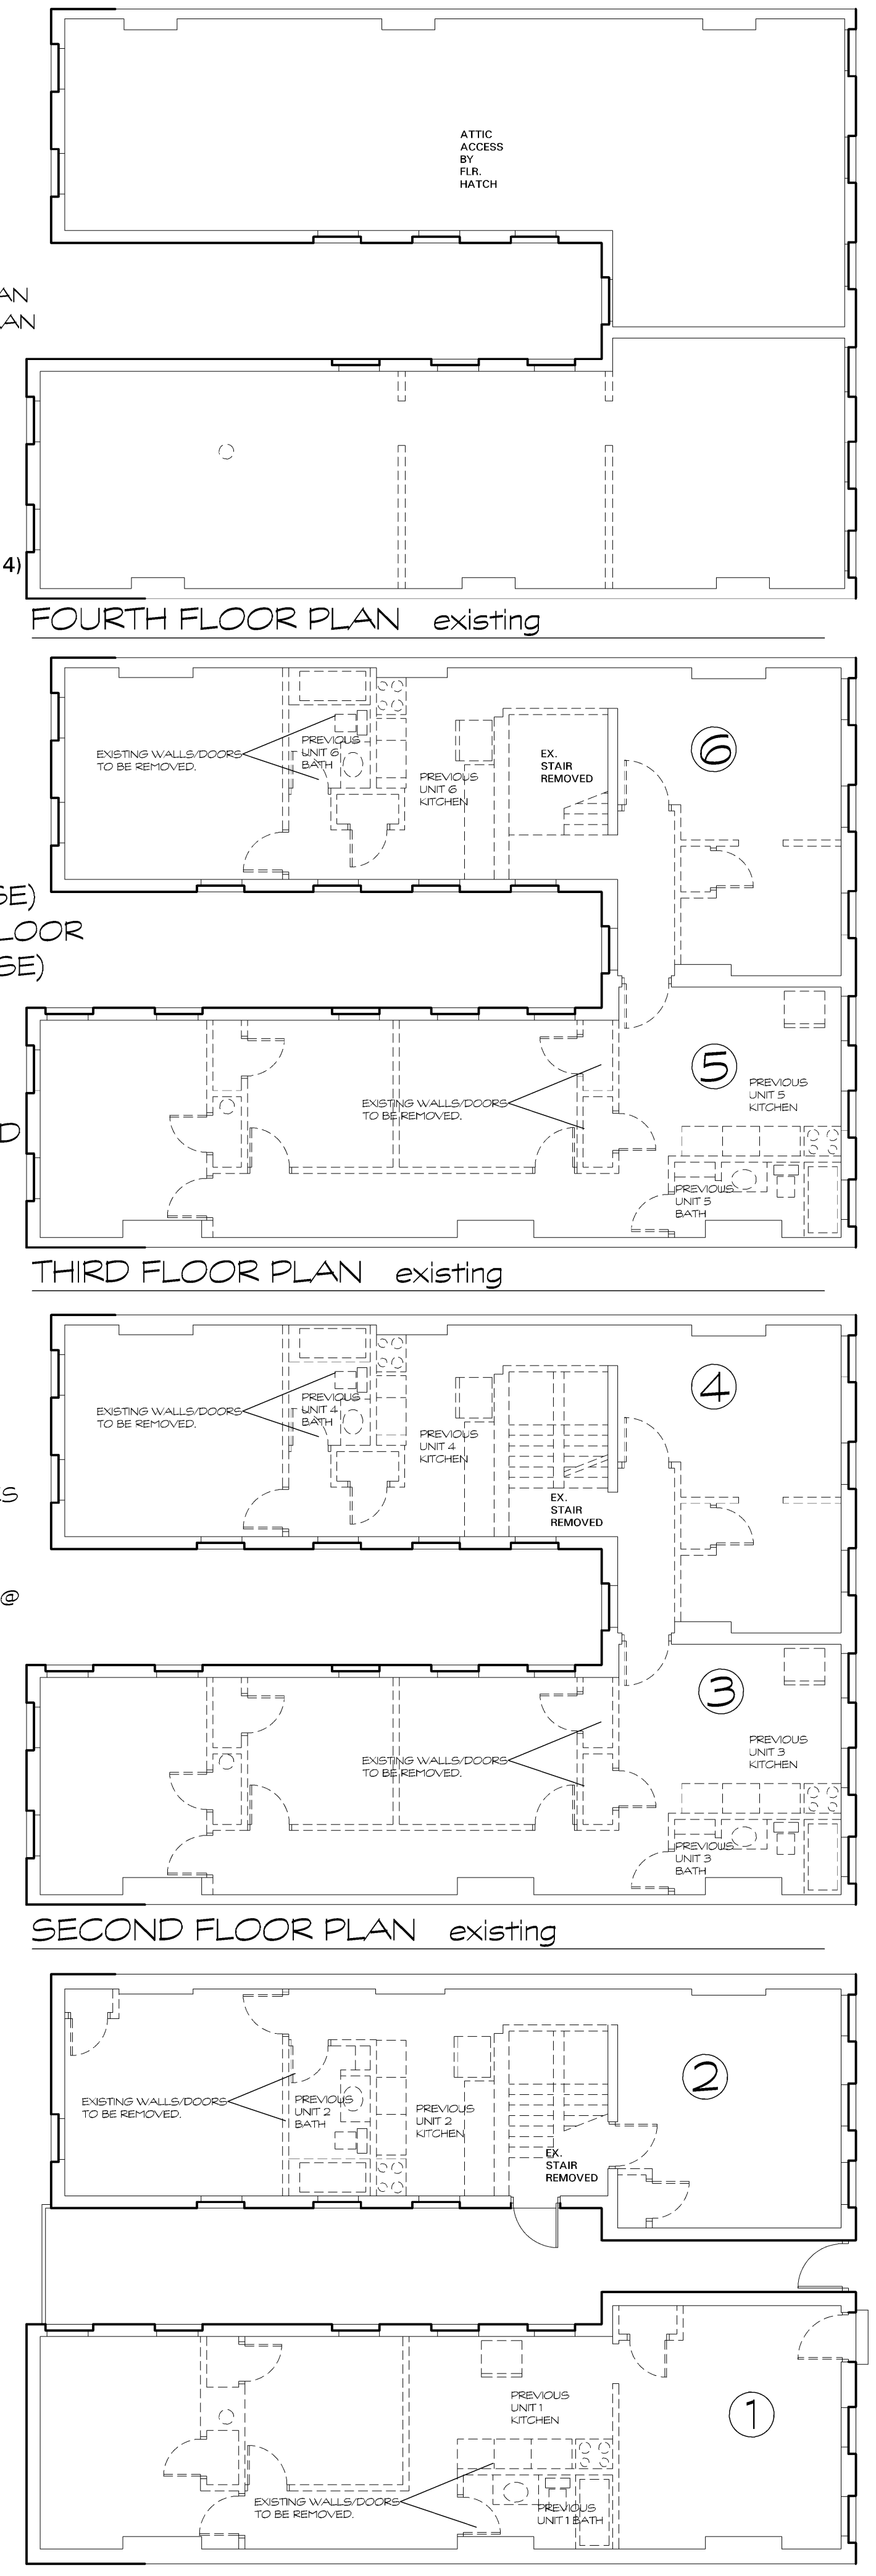 ATTIC
ACCESS
BY
FLR.
HATCH
AN
LAN
4)
FOURTH FLOOR PLAN existing
6
EX.
STAIR
REMOVED
PREVIOUS
UNIT 6
BATH
EXISTING WALLS/DOORS
TO BE REMOVED.
PREVIOUS
UNIT 6
KITCHEN
SE)
LOOR
SE)
5
PREVIOUS
UNIT 5
KITCHEN
EXISTING WALLS/DOORS
TO BE REMOVED.
D
PREVIOUS
UNIT 5
BATH
THIRD FLOOR PLAN existing
4
PREVIOUS
UNIT 4
BATH
EXISTING WALLS/DOORS
TO BE REMOVED.
PREVIOUS
UNIT 4
KITCHEN
S
EX.
STAIR
REMOVED
@
3
PREVIOUS
UNIT 3
KITCHEN
EXISTING WALLS/DOORS
TO BE REMOVED.
PREVIOUS
UNIT 3
BATH
SECOND FLOOR PLAN existing
2
EXISTING WALLS/DOORS
TO BE REMOVED.
PREVIOUS
UNIT 2
BATH
PREVIOUS
UNIT 2
KITCHEN
EX.
STAIR
REMOVED
PREVIOUS
UNIT 1
KITCHEN
1
EXISTING WALLS/DOORS
TO BE REMOVED.
PREVIOUS
UNIT 1 BATH